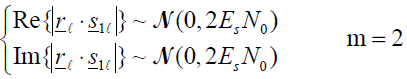 Re{|r_ℓ · s_1ℓ|} ~ 𝒩(0, 2E_sN_0)
Im{|r_ℓ · s_1ℓ|} ~ 𝒩(0, 2E_sN_0)
m = 2